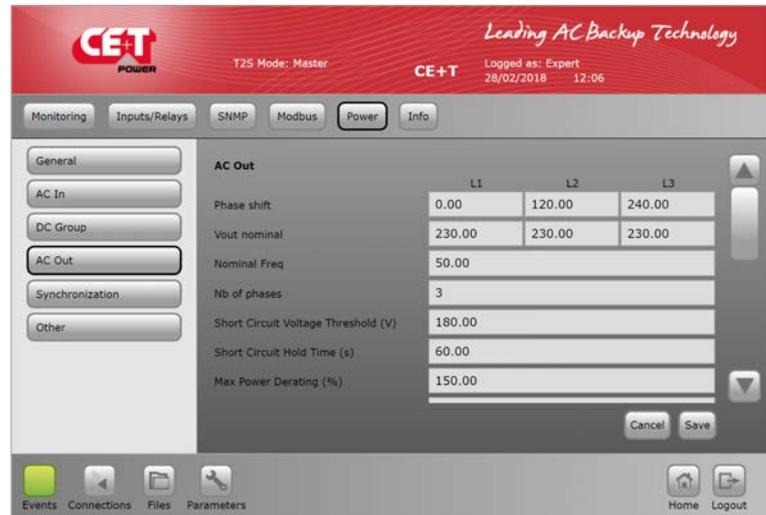 CE+T
POWER
Leading AC Backup Technology
T2S Mode: Master
CE+T
Logged as: Expert
28/02/2018 12:06
Monitoring Inputs/Relays SNMP Modbus Power Info
General
AC In
DC Group
AC Out
Synchronization
Other
AC Out
L1 L2 L3
Phase shift 0.00 120.00 240.00
Vout nominal 230.00 230.00 230.00
Nominal Freq 50.00
Nb of phases 3
Short Circuit Voltage Threshold (V) 180.00
Short Circuit Hold Time (s) 60.00
Max Power Derating (%) 150.00
Cancel Save
Events Connections Files Parameters Home Logout